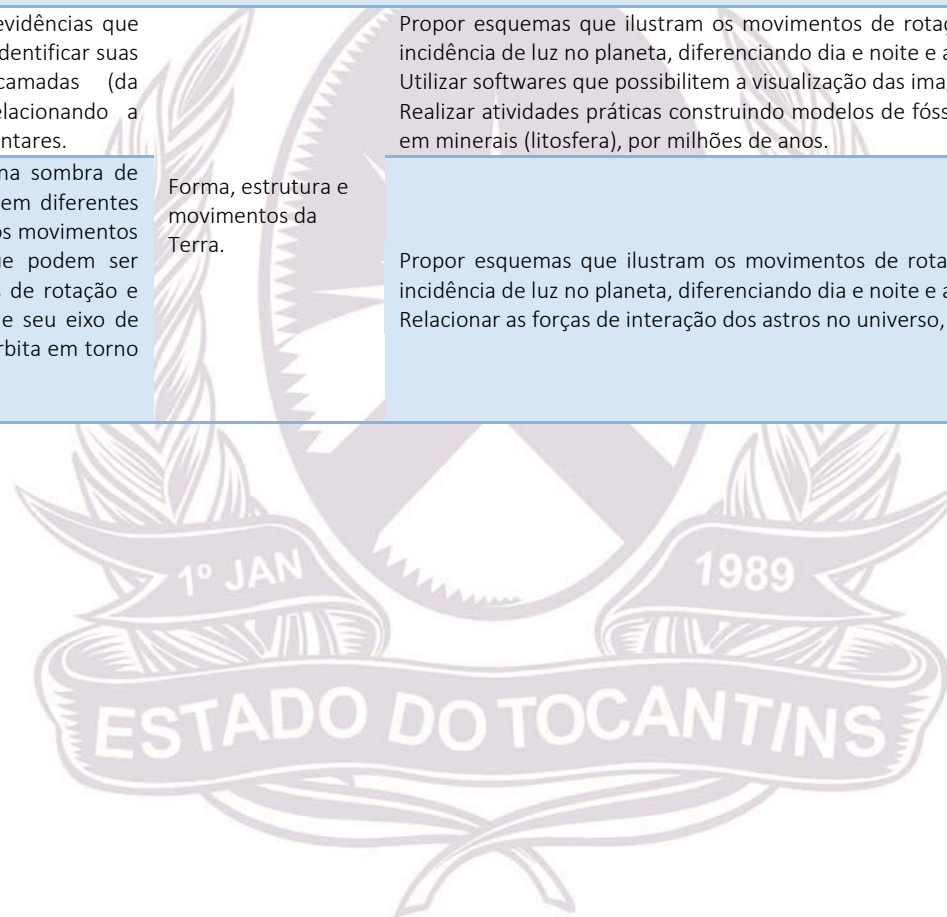 evidências que
identificar suas
camadas (da
elacionando a
ntares.
na sombra de
em diferentes
os movimentos
ue podem ser
s de rotação e
e seu eixo de
rbita em torno
Forma, estrutura e
movimentos da
Terra.
Propor esquemas que ilustram os movimentos de rotaç
incidência de luz no planeta, diferenciando dia e noite e a
Utilizar softwares que possibilitem a visualização das ima
Realizar atividades práticas construindo modelos de fóss
em minerais (litosfera), por milhões de anos.
Propor esquemas que ilustram os movimentos de rota
incidência de luz no planeta, diferenciando dia e noite e a
Relacionar as forças de interação dos astros no universo,
1º JAN
1989
ESTADO DO TOCANTINS